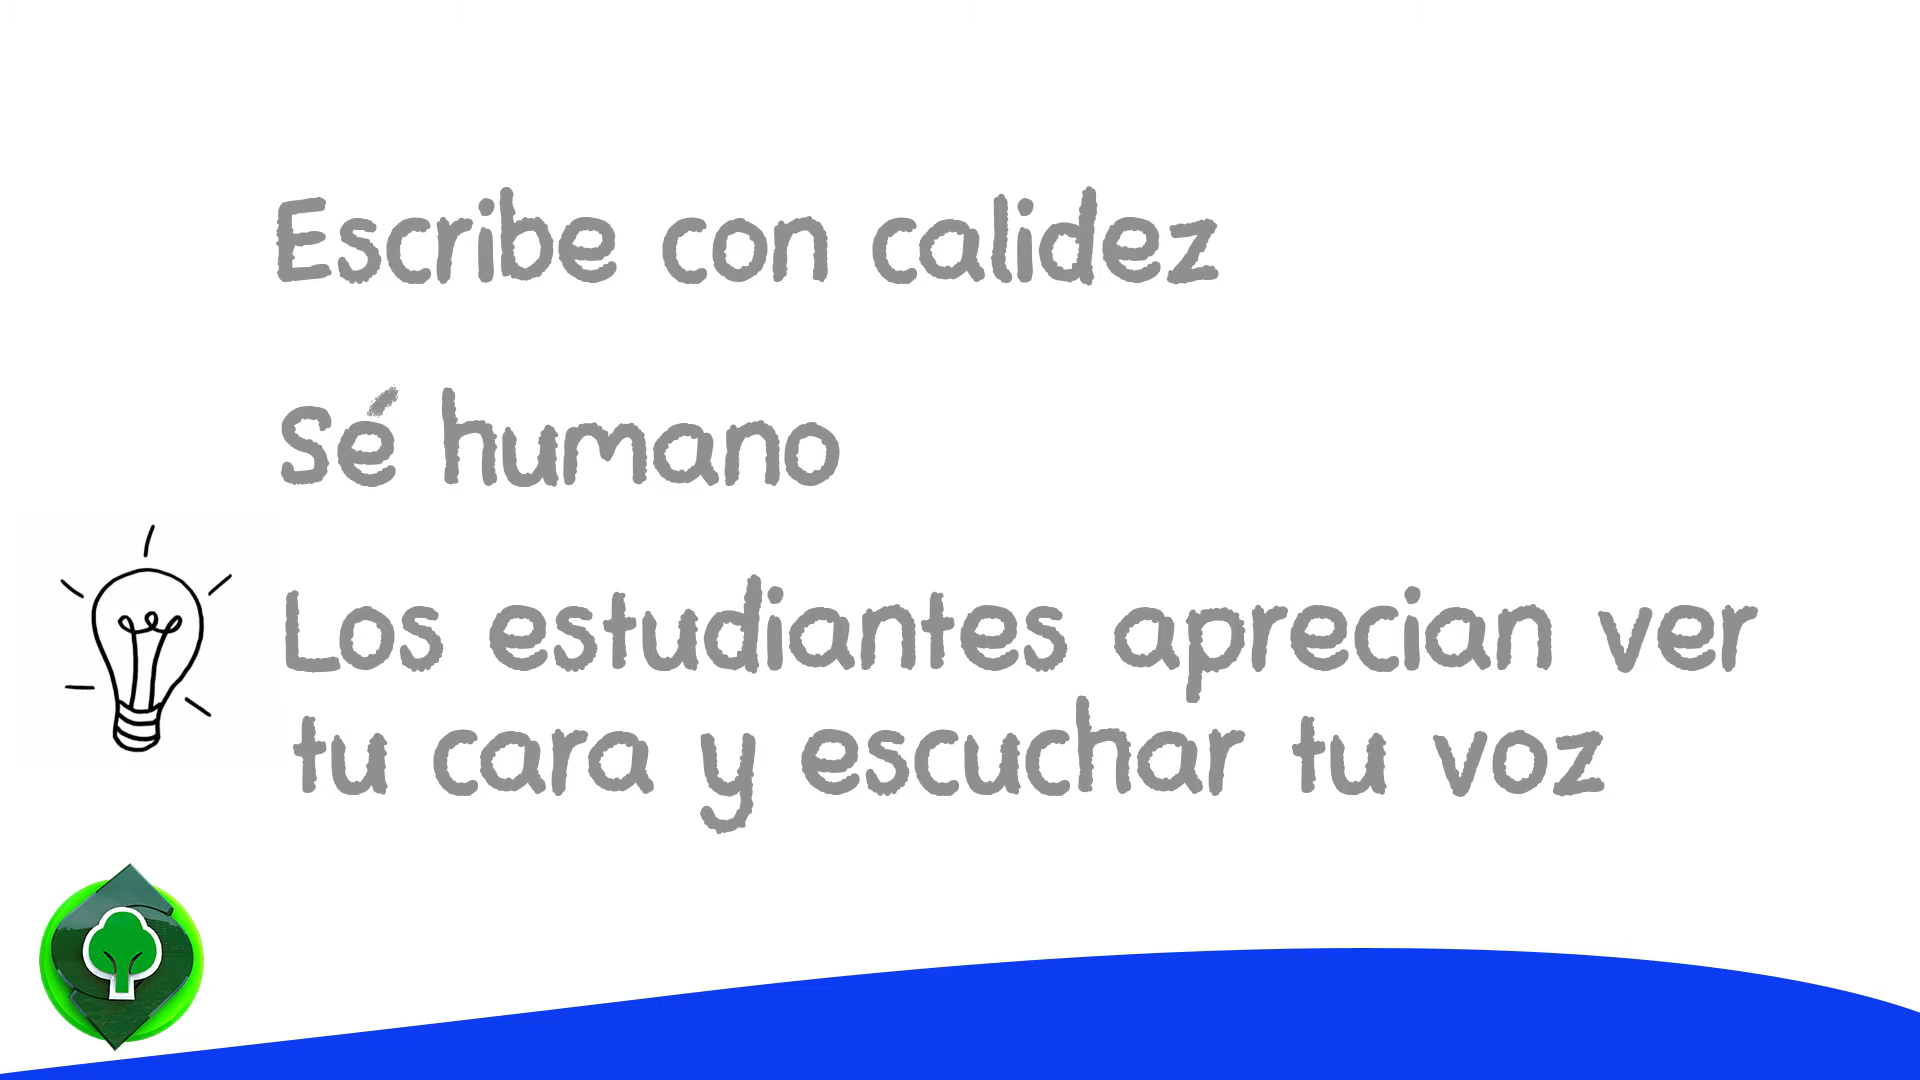 Escribe con calidez
Sé humano
Los estudiantes aprecian ver
tu cara y escuchar tu voz